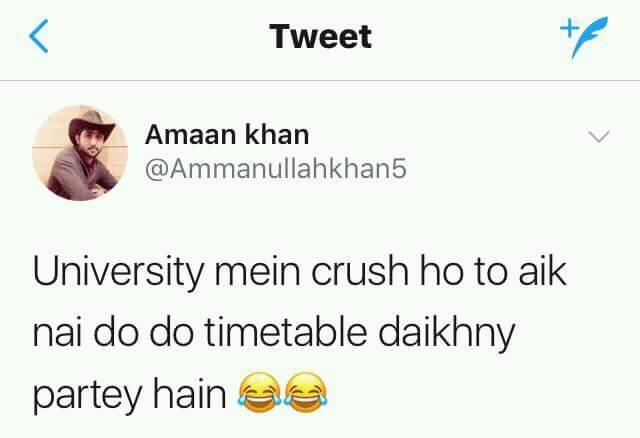 Tweet
Amaan khan
@Ammanullahkhan5
University mein crush ho to aik
nai do do timetable daikhny
partey hain 😂😂